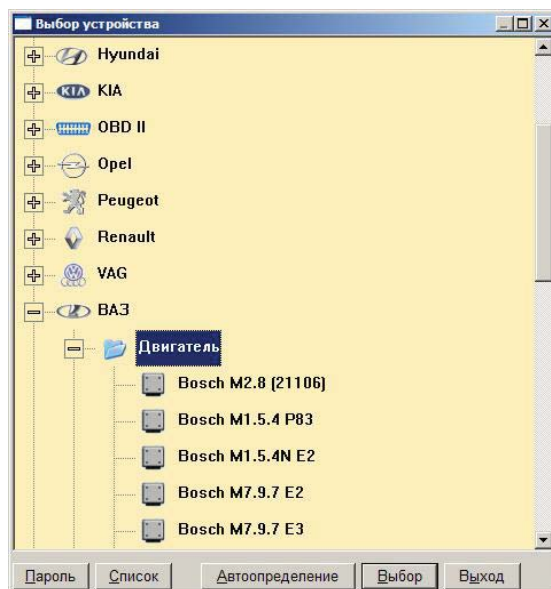 Выбор устройства
Hyundai
KIA
KIA
OBD II
Opel
Peugeot
Renault
VAG
ВАЗ
Двигатель
Bosch M2.8 (21106)
Bosch M1.5.4 P83
Bosch M1.5.4N E2
Bosch M7.9.7 E2
Bosch M7.9.7 E3
Пароль Список Автоопределение Выбор Выход